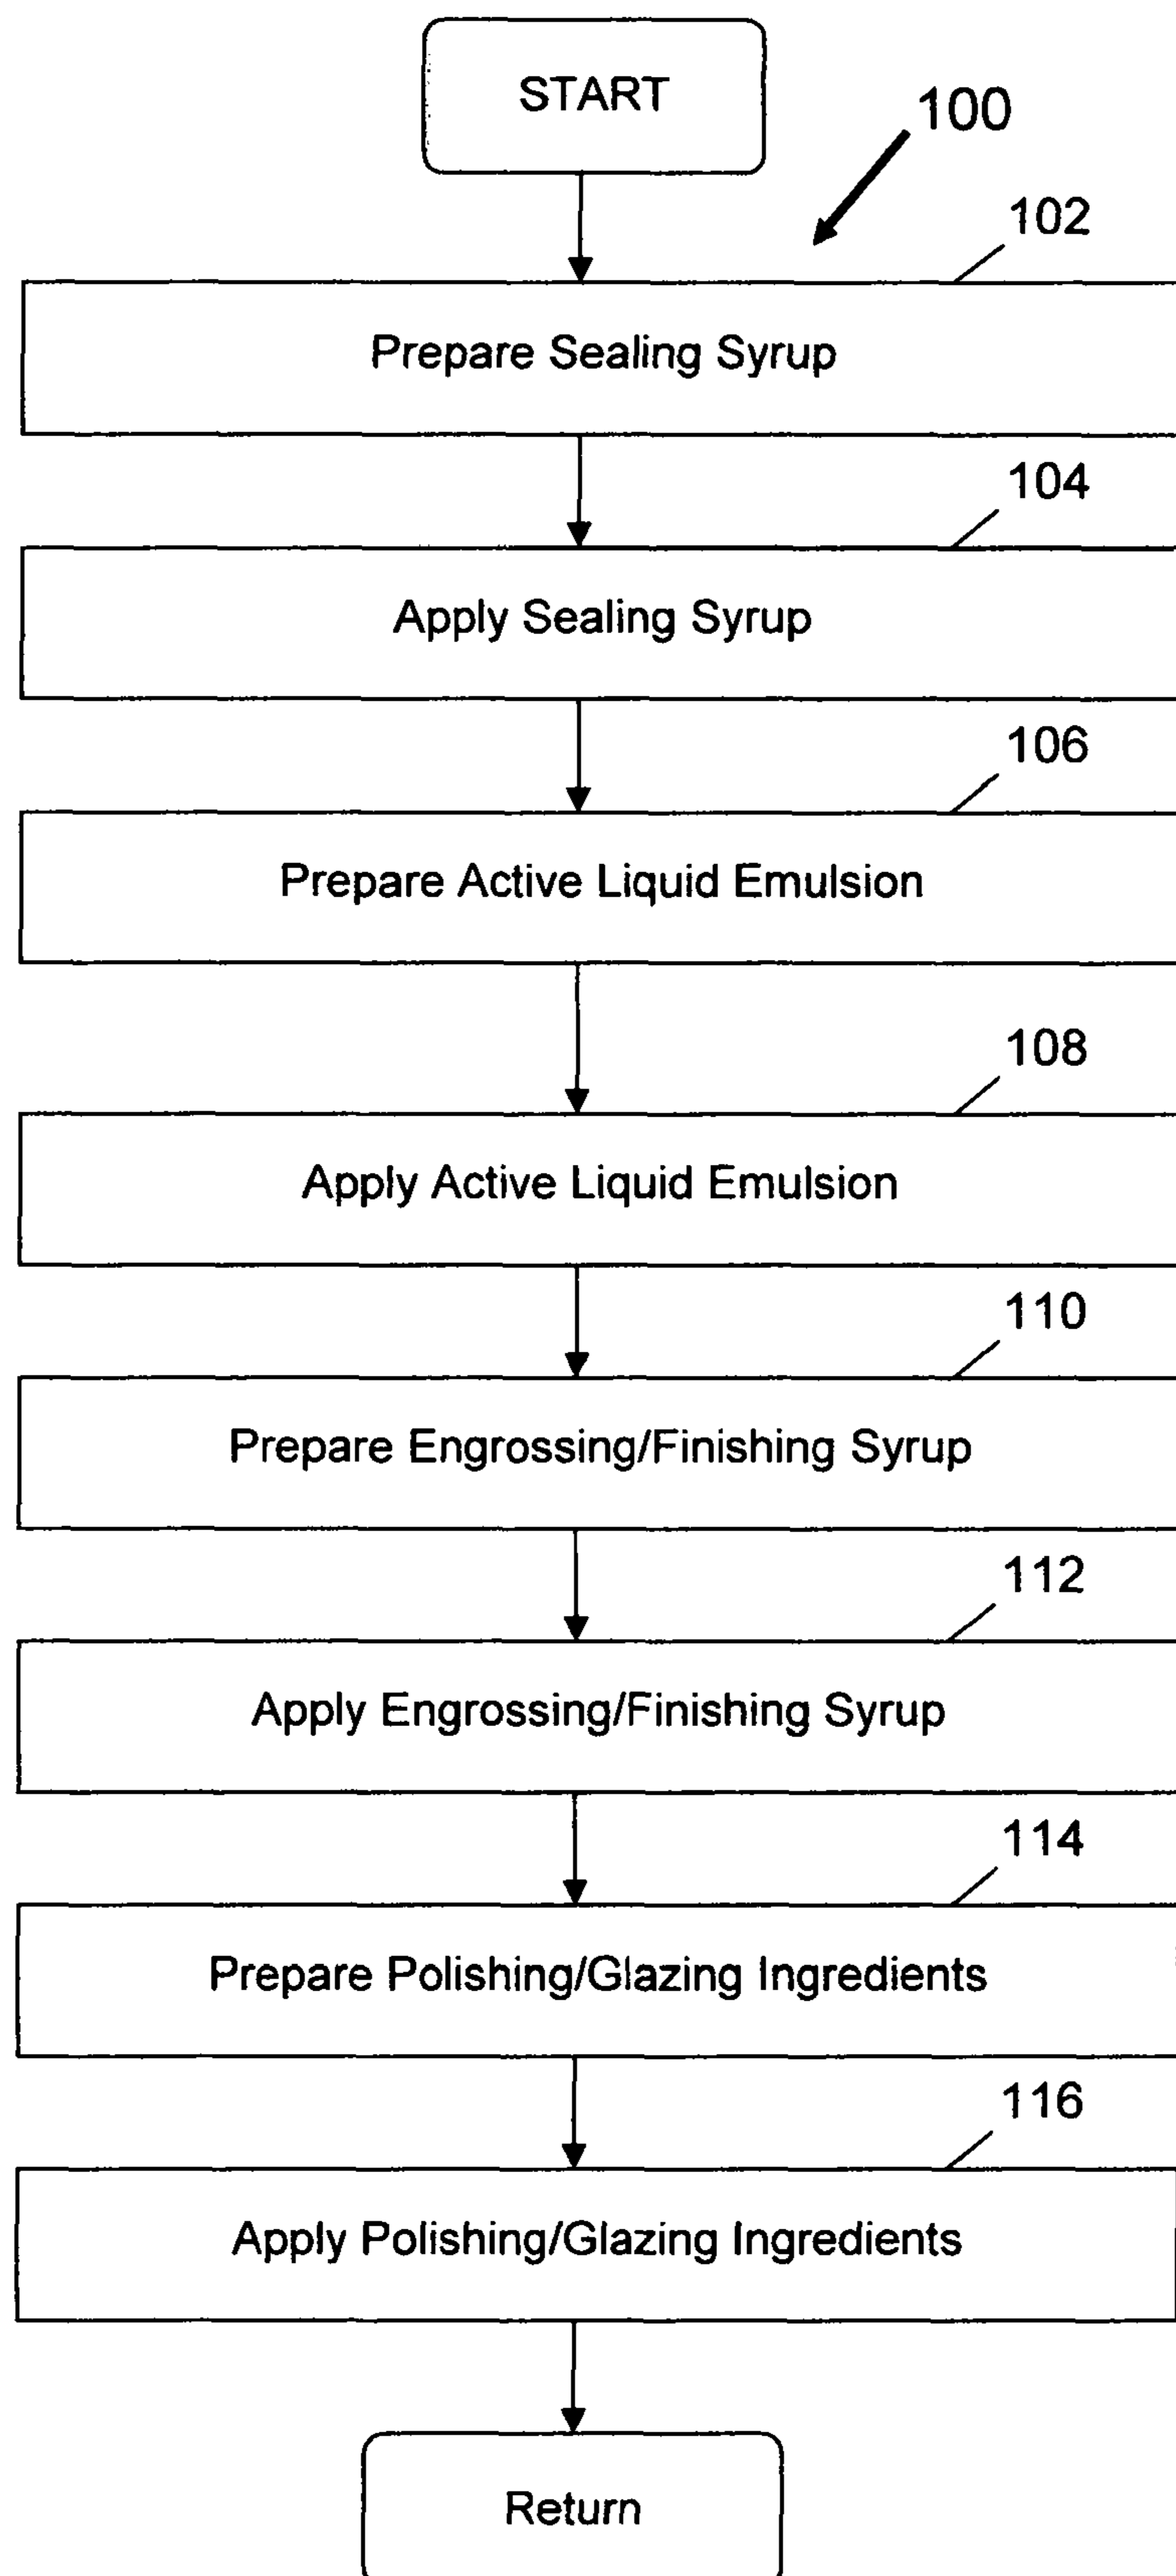 START
100
102
Prepare Sealing Syrup
104
Apply Sealing Syrup
106
Prepare Active Liquid Emulsion
108
Apply Active Liquid Emulsion
110
Prepare Engrossing/Finishing Syrup
112
Apply Engrossing/Finishing Syrup
114
Prepare Polishing/Glazing Ingredients
116
Apply Polishing/Glazing Ingredients
Return